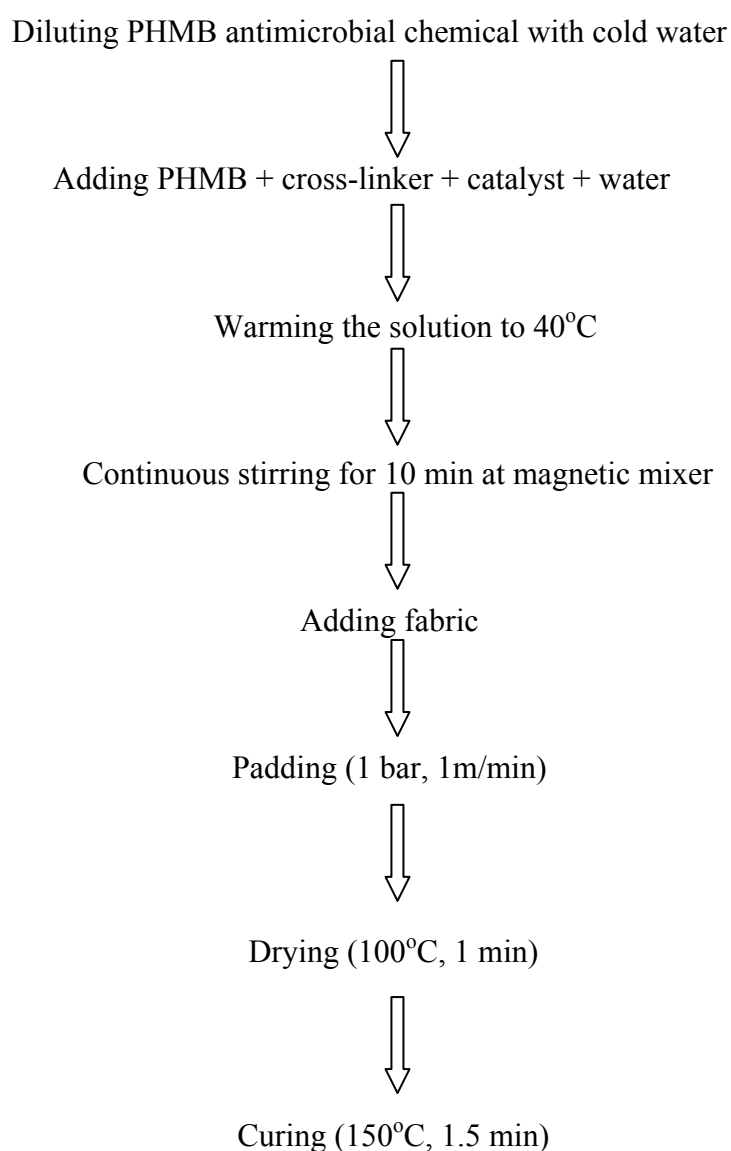 Diluting PHMB antimicrobial chemical with cold water
Adding PHMB + cross-linker + catalyst + water
Warming the solution to 40°C
Continuous stirring for 10 min at magnetic mixer
Adding fabric
Padding (1 bar, 1m/min)
Drying (100°C, 1 min)
Curing (150°C, 1.5 min)